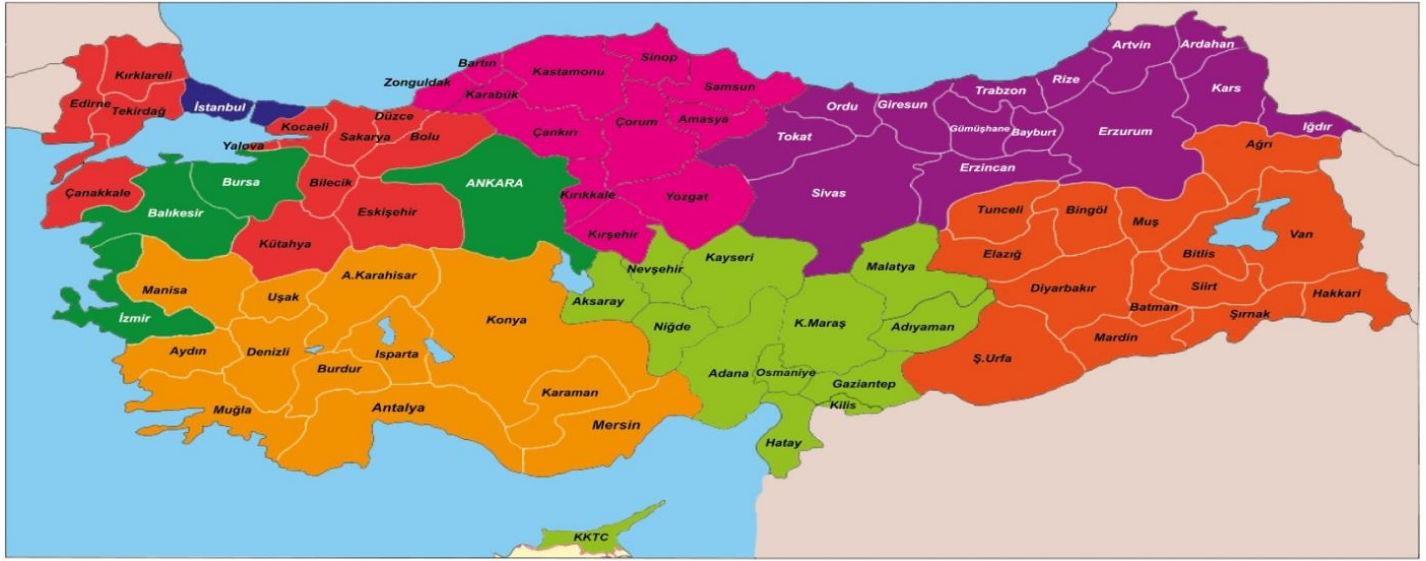 Kırklareli
Edirne
Tekirdağ
İstanbul
Kocaeli
Yalova
Sakarya
Düzce
Bolu
Çanakkale
Bilecik
Eskişehir
Kütahya
Balıkesir
Bursa
ANKARA
İzmir
Zonguldak
Bartın
Karabük
Kastamonu
Sinop
Samsun
Çankırı
Çorum
Amasya
Kırıkkale
Yozgat
Kırşehir
Ordu
Giresun
Trabzon
Rize
Artvin
Ardahan
Kars
Iğdır
Tokat
Gümüşhane
Bayburt
Erzurum
Sivas
Erzincan
Ağrı
Tunceli
Bingöl
Muş
Van
Elazığ
Bitlis
Diyarbakır
Siirt
Batman
Hakkari
Şırnak
Mardin
Ş.Urfa
Manisa
Uşak
A.Karahisar
Konya
Aydın
Denizli
Isparta
Burdur
Muğla
Antalya
Karaman
Mersin
Nevşehir
Kayseri
Malatya
Aksaray
Niğde
K.Maraş
Adıyaman
Adana
Osmaniye
Gaziantep
Kilis
Hatay
KKTC